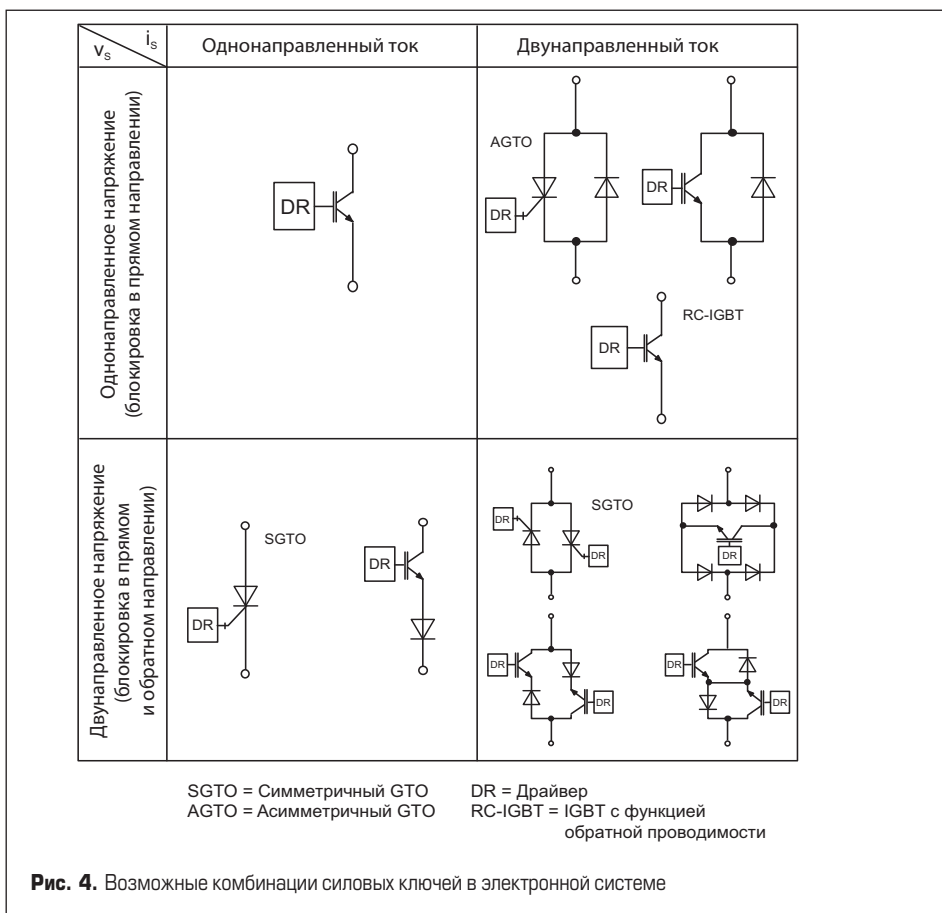 v_s i_s
Однонаправленный ток
Двунаправленный ток
Однонаправленное напряжение
(блокировка в прямом направлении)
DR
AGTO
DR
DR
RC-IGBT
DR
Двунаправленное напряжение
(блокировка в прямом
и обратном направлении)
SGTO
DR
DR
SGTO
DR
DR
DR
DR
DR
DR
DR
SGTO = Симметричный GTO
AGTO = Асимметричный GTO
DR = Драйвер
RC-IGBT = IGBT с функцией
обратной проводимости
Рис. 4. Возможные комбинации силовых ключей в электронной системе